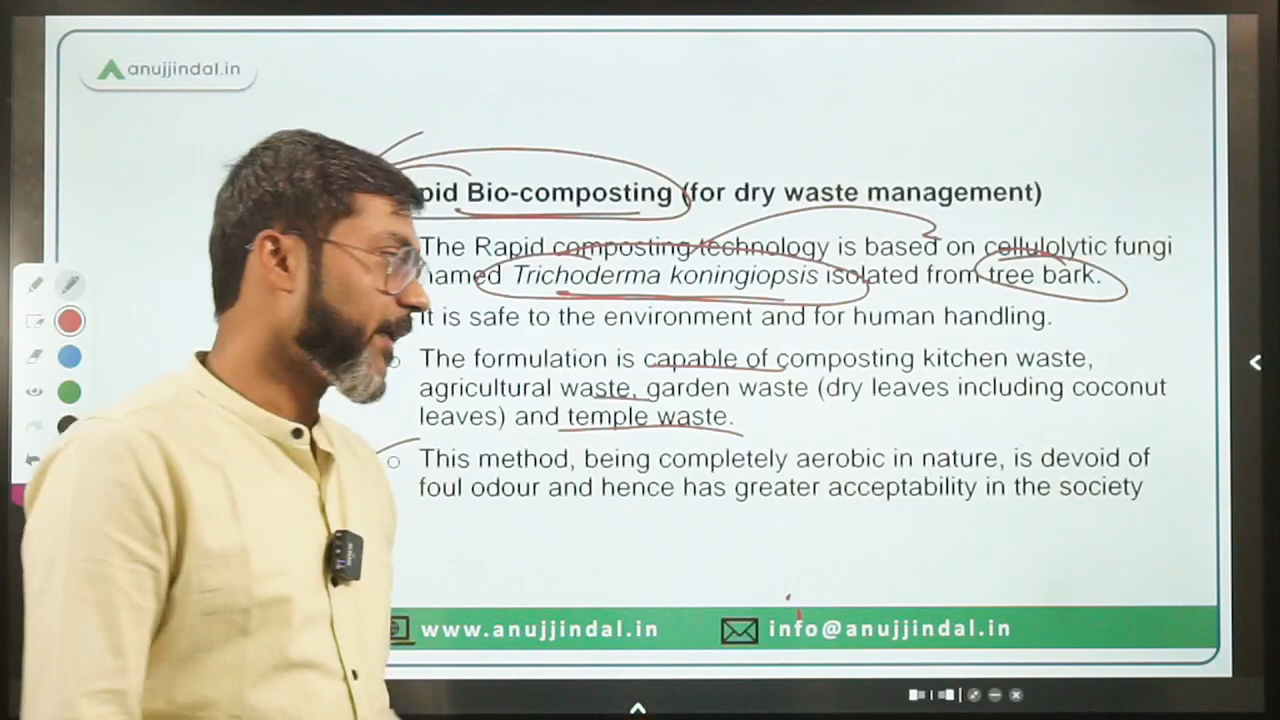 anujjindal.in
pid Bio-composting (for dry waste management)
The Rapid composting technology is based on cellulolytic fungi
named Trichoderma koningiopsis isolated from tree bark.
It is safe to the environment and for human handling.
The formulation is capable of composting kitchen waste,
agricultural waste, garden waste (dry leaves including coconut
leaves) and temple waste.
This method, being completely aerobic in nature, is devoid of
foul odour and hence has greater acceptability in the society
www.anujjindal.in info@anujjindal.in